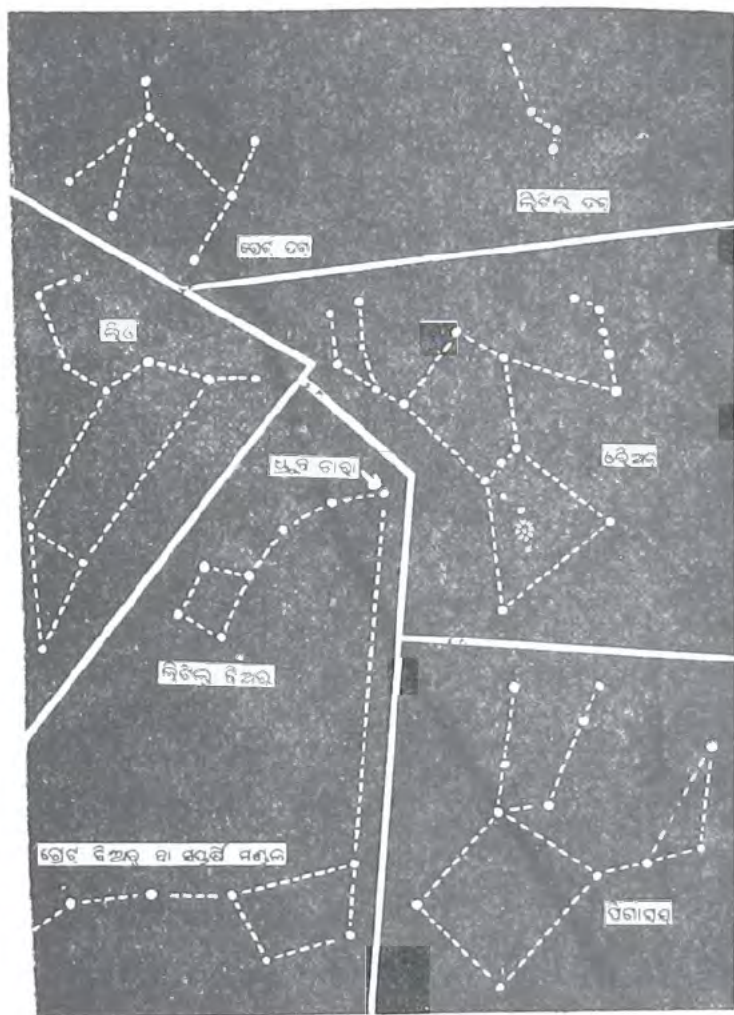 ଲିଟିଲ୍ ଡଗ୍
ଗ୍ରେଟ୍ ଡଗ୍
ଲିଓ
ଧ୍ରୁବ ତାରା
ଲିଟିଲ୍ ବିଅର୍
ଗ୍ରେଟ୍ ବିଅର୍ ବା ସପ୍ତର୍ଷି ମଣ୍ଡଳ
ପିଗାସସ୍